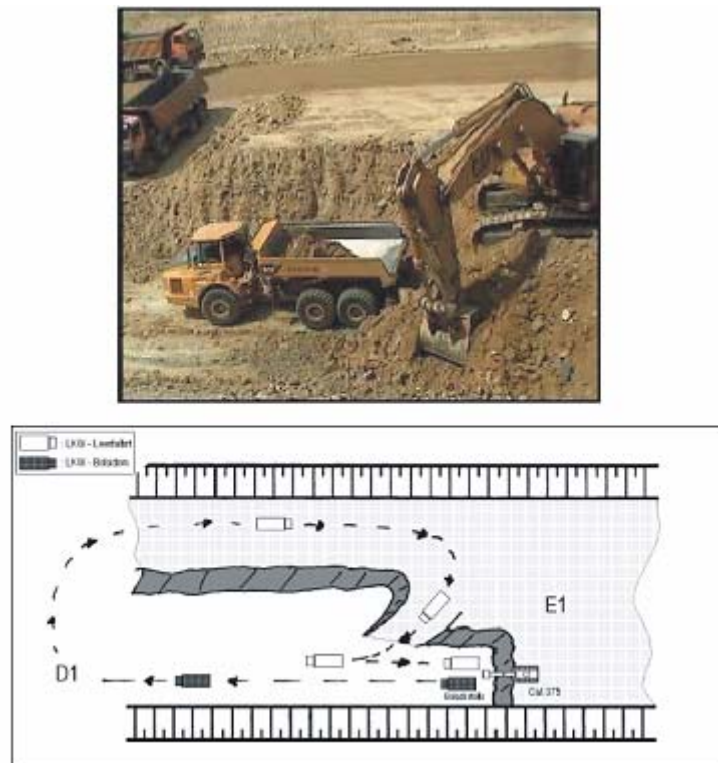 : LKW - Leerfahrt
: LKW - Beladen
E1
D1
Cat 375